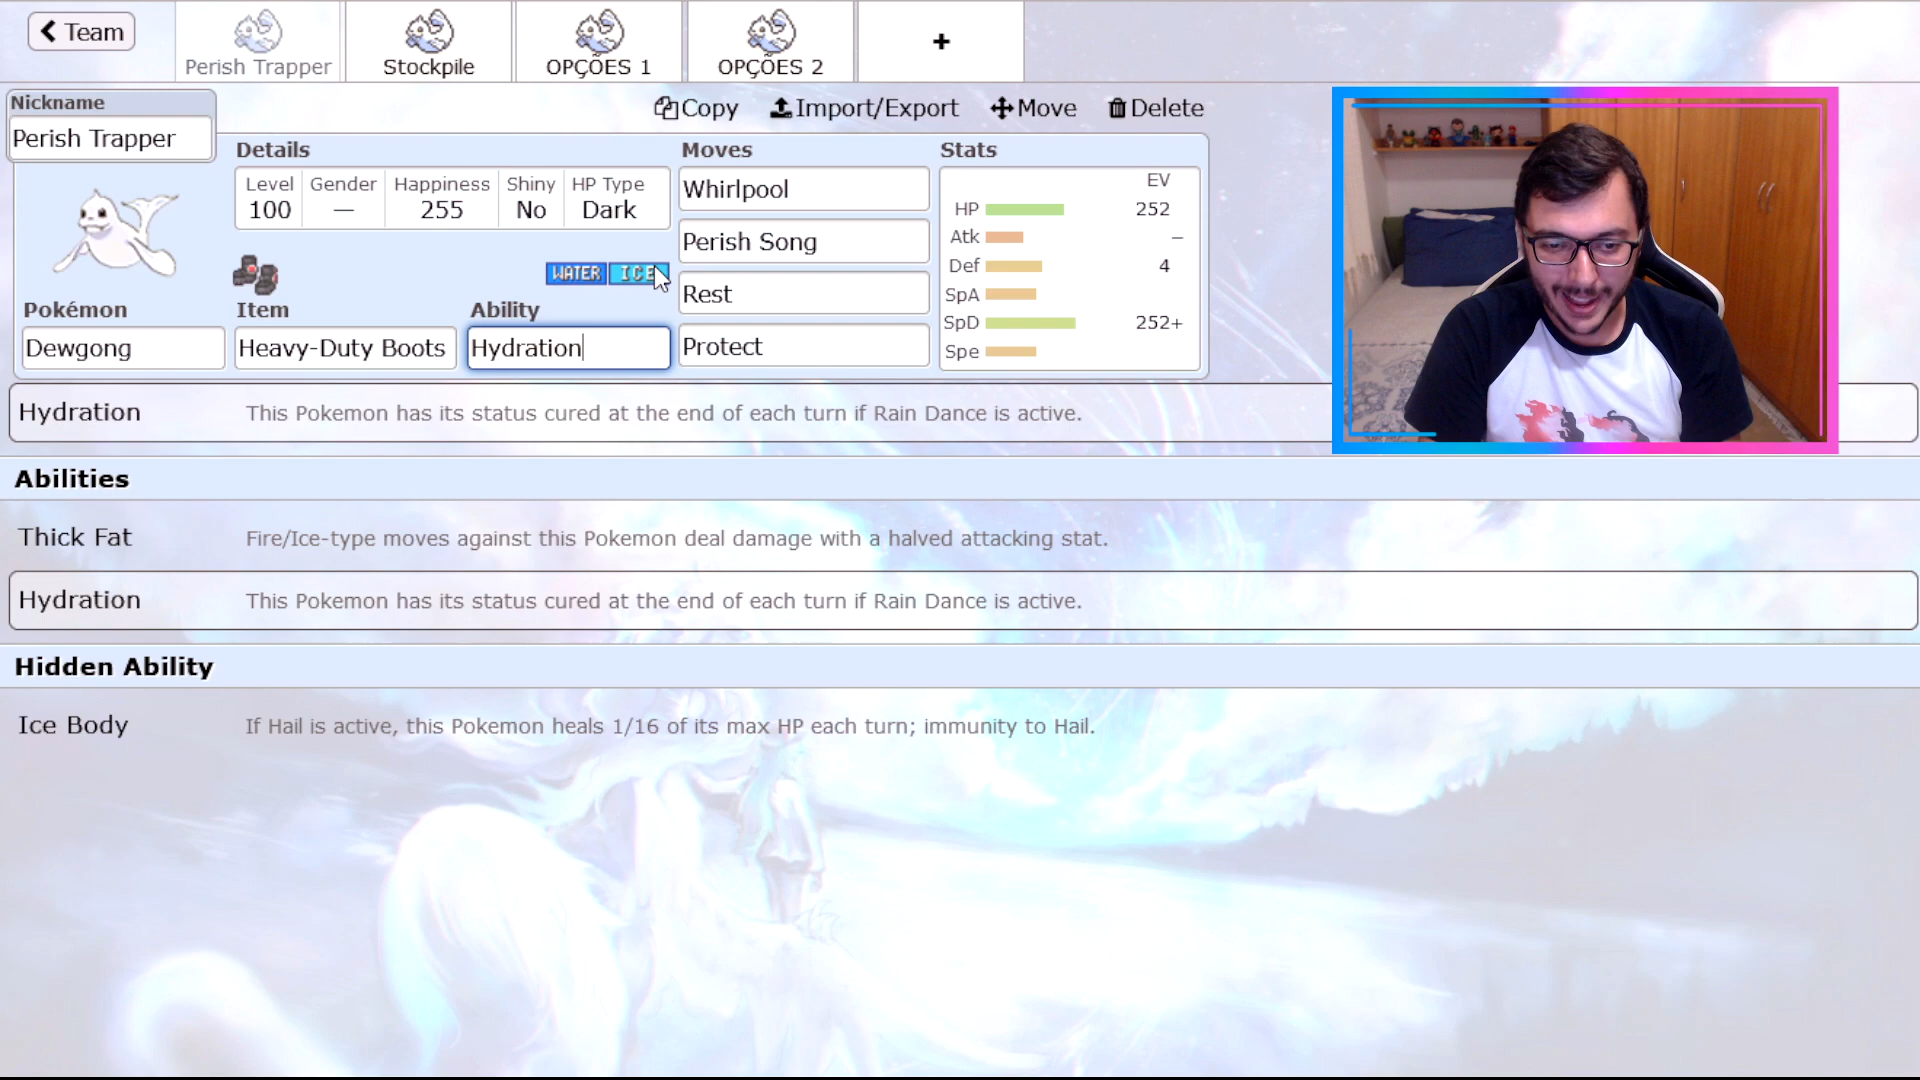 Team
Perish Trapper
Stockpile
OPÇÕES 1
OPÇÕES 2
+
Nickname
Perish Trapper
Copy
Import/Export
Move
Delete
Details
Moves
Stats
Level Gender Happiness Shiny HP Type
100 — 255 No Dark
WATER ICE
Pokémon
Item
Ability
Dewgong
Heavy-Duty Boots
Hydration
Whirlpool
Perish Song
Rest
Protect
EV
HP 252
Atk –
Def 4
SpA
SpD 252+
Spe
Hydration This Pokemon has its status cured at the end of each turn if Rain Dance is active.
Abilities
Thick Fat Fire/Ice-type moves against this Pokemon deal damage with a halved attacking stat.
Hydration This Pokemon has its status cured at the end of each turn if Rain Dance is active.
Hidden Ability
Ice Body If Hail is active, this Pokemon heals 1/16 of its max HP each turn; immunity to Hail.